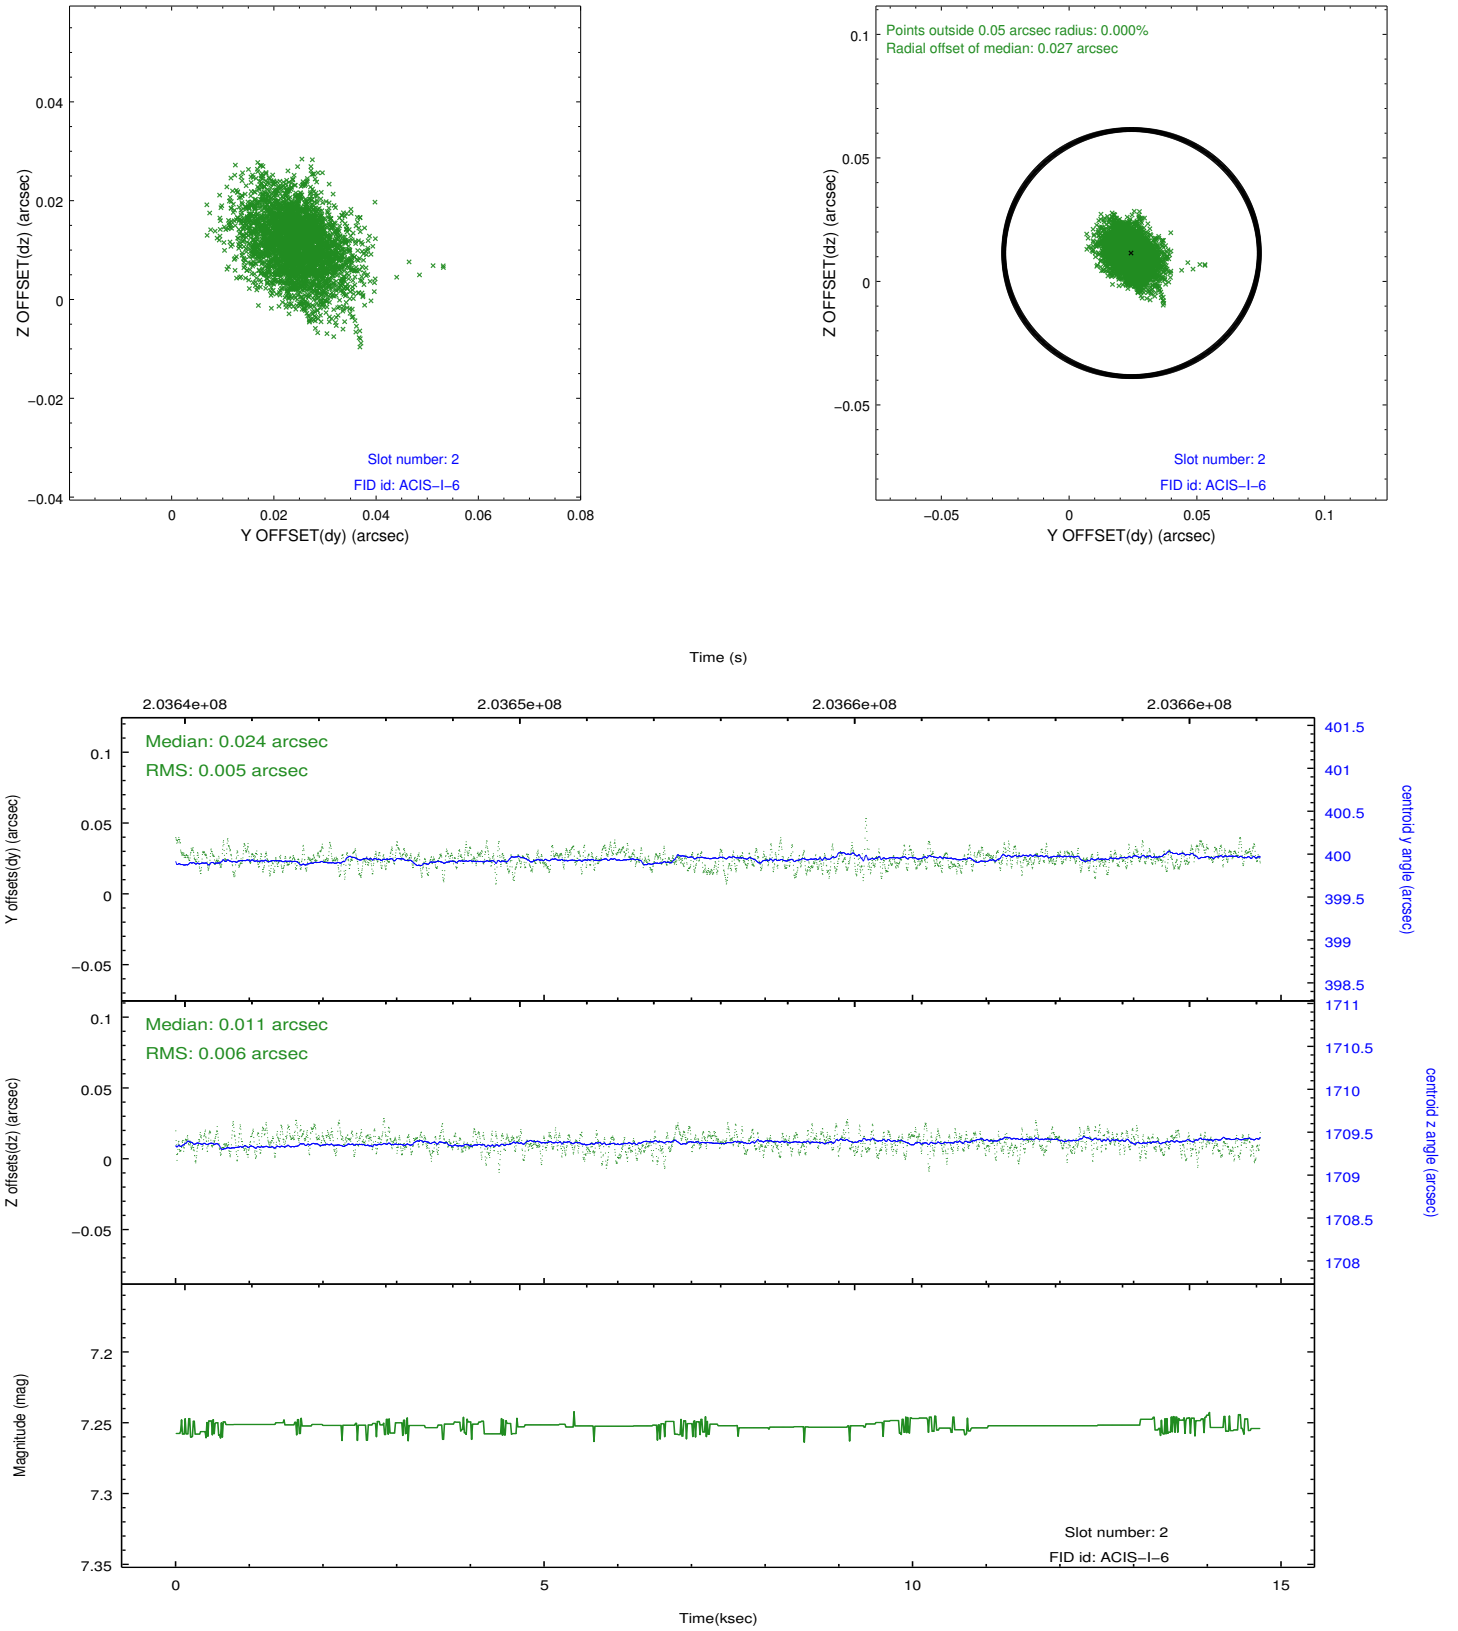 0.04
0.02
0
−0.02
−0.04
Z OFFSET(dz) (arcsec)
Slot number: 2
FID id: ACIS−I−6
0
0.02
0.04
0.06
0.08
Y OFFSET(dy) (arcsec)
Points outside 0.05 arcsec radius: 0.000%
Radial offset of median: 0.027 arcsec
0.1
0.05
0
−0.05
Z OFFSET(dz) (arcsec)
Slot number: 2
FID id: ACIS−I−6
−0.05
0
0.05
0.1
Y OFFSET(dy) (arcsec)
Time (s)
2.0364e+08
2.0365e+08
2.0366e+08
2.0366e+08
Median: 0.024 arcsec
RMS: 0.005 arcsec
0.1
0.05
0
−0.05
Y offsets(dy) (arcsec)
401.5
401
400.5
400
399.5
399
398.5
centroid y angle (arcsec)
Median: 0.011 arcsec
RMS: 0.006 arcsec
0.1
0.05
0
−0.05
Z offsets(dz) (arcsec)
1711
1710.5
1710
1709.5
1709
1708.5
1708
centroid z angle (arcsec)
7.2
7.25
7.3
7.35
Magnitude (mag)
Slot number: 2
FID id: ACIS−I−6
0
5
10
15
Time(ksec)